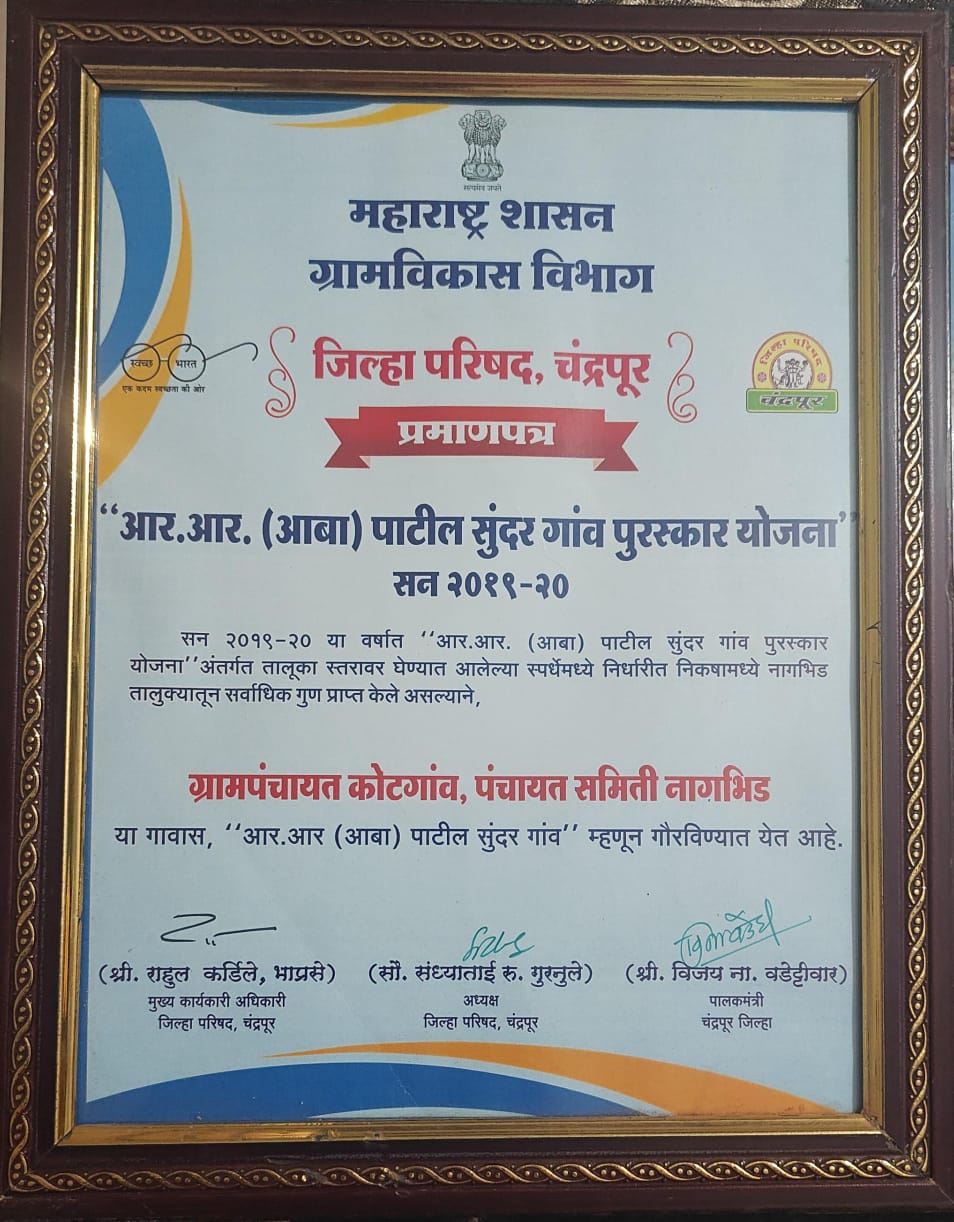 सत्यमेव जयते
महाराष्ट्र शासन
ग्रामविकास विभाग
स्वच्छ भारत
एक कदम स्वच्छता की ओर
जिल्हा परिषद, चंद्रपूर
जिल्हा परिषद
चंद्रपूर
प्रमाणपत्र
“आर.आर. (आबा) पाटील सुंदर गांव पुरस्कार योजना”
सन २०१९-२०
सन २०१९-२० या वर्षात “आर.आर. (आबा) पाटील सुंदर गांव पुरस्कार
योजना” अंतर्गत तालूका स्तरावर घेण्यात आलेल्या स्पर्धेमध्ये निर्धारीत निकषामध्ये नागभिड
तालुक्यातून सर्वाधिक गुण प्राप्त केले असल्याने,
ग्रामपंचायत कोटगांव, पंचायत समिती नागभिड
या गावास, “आर.आर (आबा) पाटील सुंदर गांव” म्हणून गौरविण्यात येत आहे.
(श्री. राहुल कर्डिले, भाप्रसे) (सौ. संध्याताई रु. गुरनुले) (श्री. विजय ना. वडेट्टीवार)
मुख्य कार्यकारी अधिकारी अध्यक्ष पालकमंत्री
जिल्हा परिषद, चंद्रपूर जिल्हा परिषद, चंद्रपूर चंद्रपूर जिल्हा